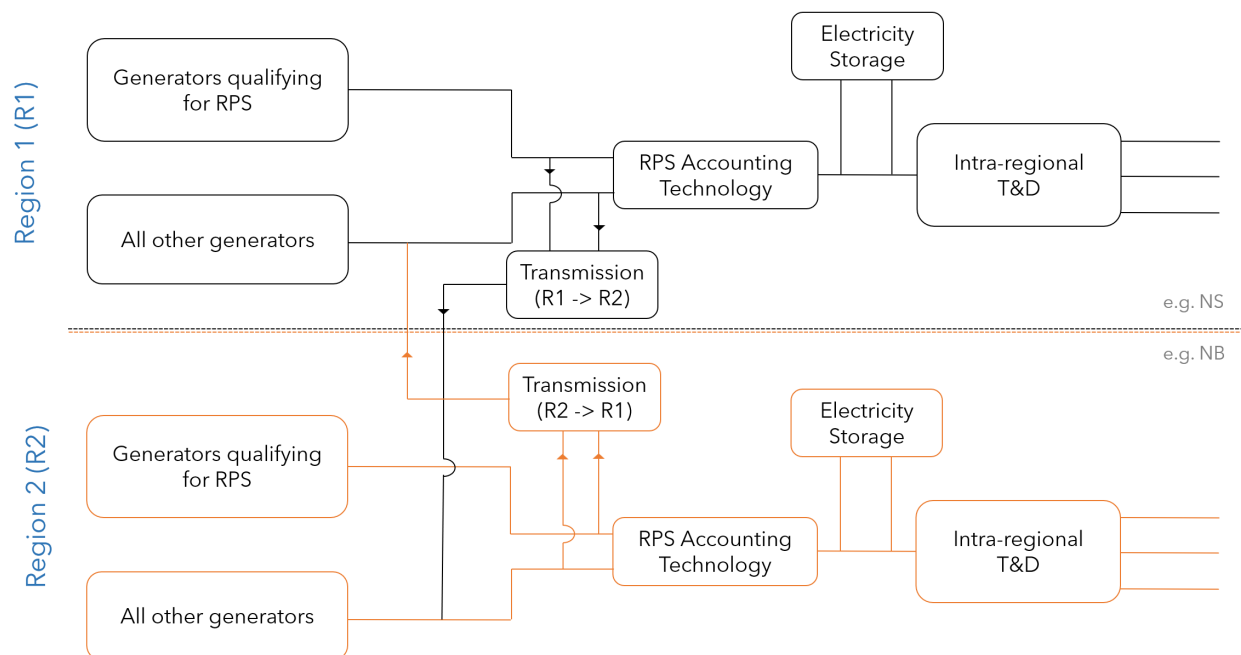 Region 1 (R1)
Generators qualifying
for RPS
All other generators
RPS Accounting
Technology
Transmission
(R1 -> R2)
Electricity
Storage
Intra-regional
T&D
e.g. NS
e.g. NB
Region 2 (R2)
Generators qualifying
for RPS
All other generators
Transmission
(R2 -> R1)
RPS Accounting
Technology
Electricity
Storage
Intra-regional
T&D